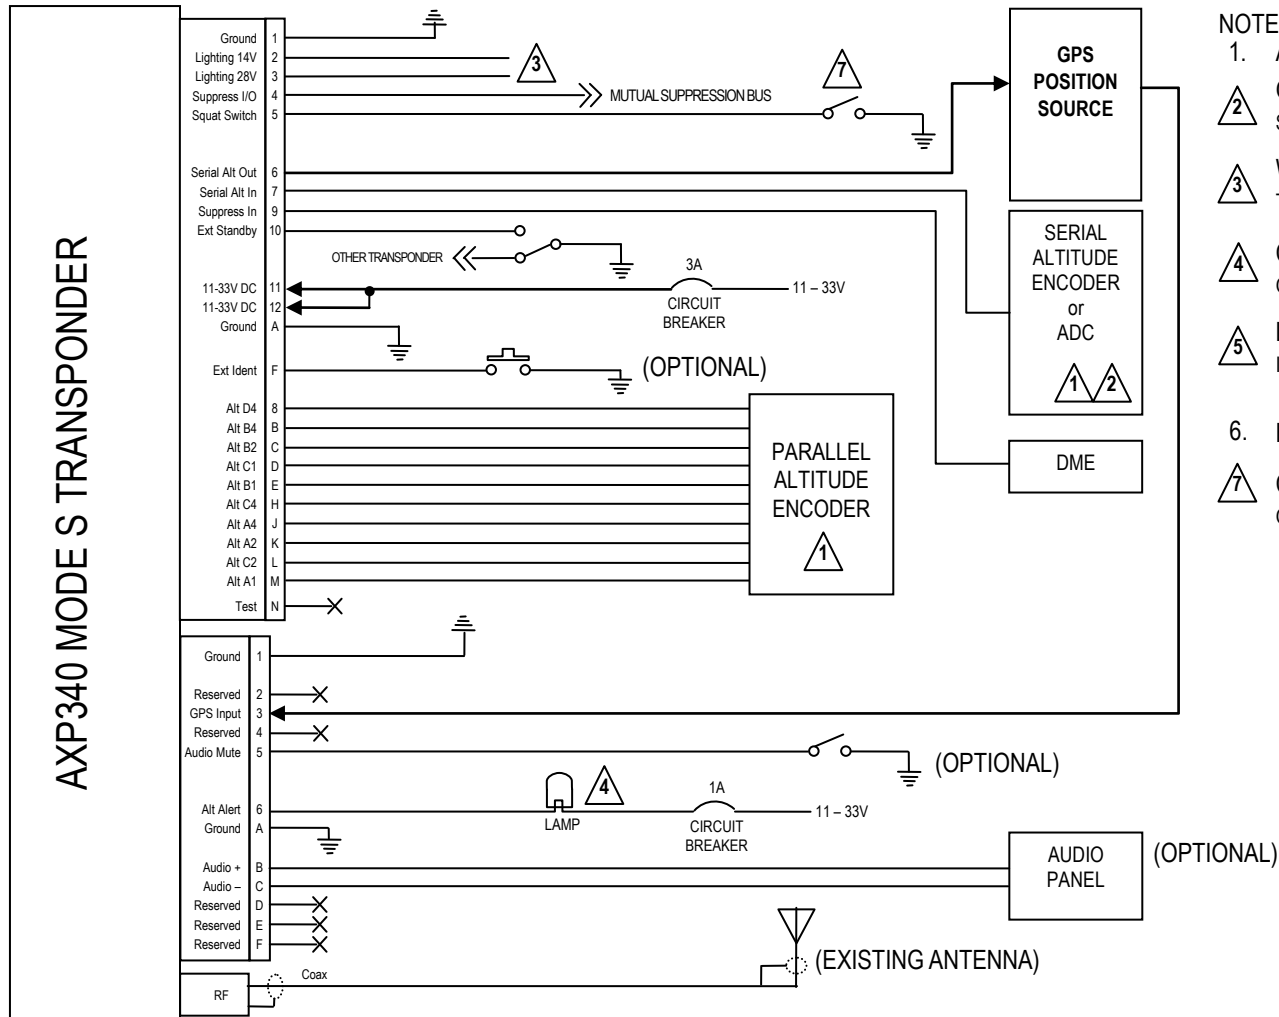 AXP340 MODE S TRANSPONDER
Ground 1
Lighting 14V 2
Lighting 28V 3
3
Suppress I/O 4
MUTUAL SUPPRESSION BUS
Squat Switch 5
7
Serial Alt Out 6
Serial Alt In 7
Suppress In 9
Ext Standby 10
OTHER TRANSPONDER
11-33V DC 11
11-33V DC 12
3A
CIRCUIT
BREAKER
11 – 33V
Ground A
Ext Ident F
(OPTIONAL)
Alt D4 8
Alt B4 B
Alt B2 C
Alt C1 D
Alt B1 E
Alt C4 H
Alt A4 J
Alt A2 K
Alt C2 L
Alt A1 M
Test N
PARALLEL
ALTITUDE
ENCODER
1
GPS
POSITION
SOURCE
SERIAL
ALTITUDE
ENCODER
or
ADC
1 2
DME
Ground 1
Reserved 2
GPS Input 3
Reserved 4
Audio Mute 5
(OPTIONAL)
Alt Alert 6
LAMP
4
1A
CIRCUIT
BREAKER
11 – 33V
Ground A
Audio + B
Audio – C
AUDIO
PANEL
(OPTIONAL)
Reserved D
Reserved E
Reserved F
RF
Coax
(EXISTING ANTENNA)
NOTE
1.
2
3
4
5
6.
7